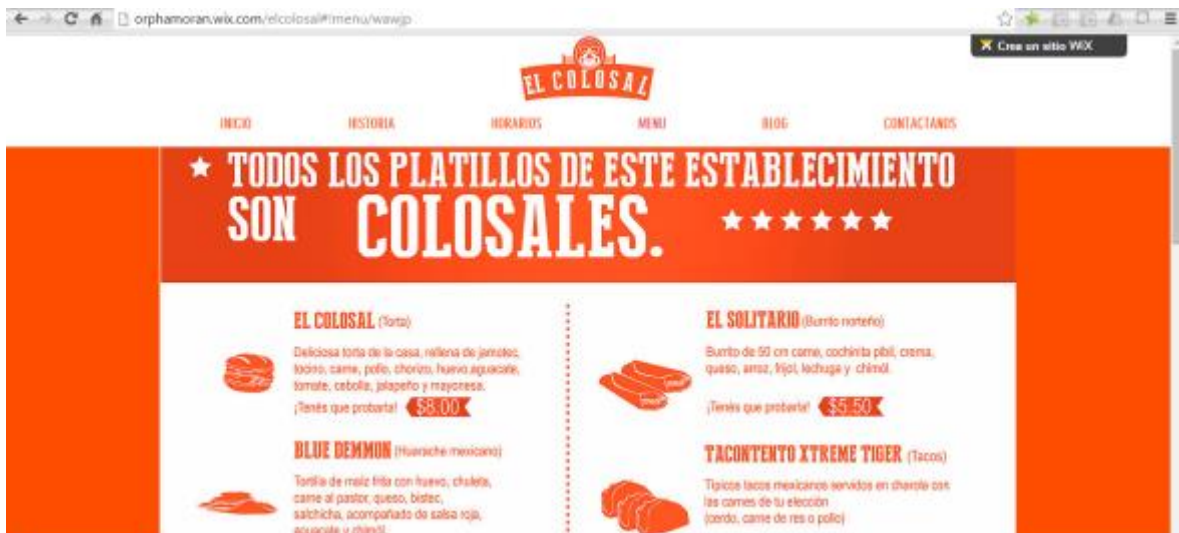 orphamoran.wix.com/elcolosal#!menu/wawjp
Crea un sitio WiX
EL COLOSAL
INICIO HISTORIA HORARIOS MENU BLOG CONTACTANOS
TODOS LOS PLATILLOS DE ESTE ESTABLECIMIENTO
SON COLOSALES.
EL COLOSAL (Torta)
Deliciosa torta de la casa, rellena de jamotec,
tocino, carne, pollo, chorizo, huevo aguacate,
tomate, cebolla, jalapeño y mayonesa.
¡Tenés que probarla! $8.00
BLUE DEMMON (Huarache mexicano)
Tortilla de maíz frita con huevo, chuleta,
carne al pastor, queso, bistec,
salchicha, acompañado de salsa roja,
aguacate y chimól
EL SOLITARIO (Burrito norteño)
Burrito de 50 cm carne, cochinita pibil, crema,
queso, arroz, frijol, lechuga y chimól.
¡Tenés que probarla! $5.50
TACONTENTO XTREME TIGER (Tacos)
Típicos tacos mexicanos servidos en charola con
las carnes de tu elección
(cerdo, carne de res o pollo)